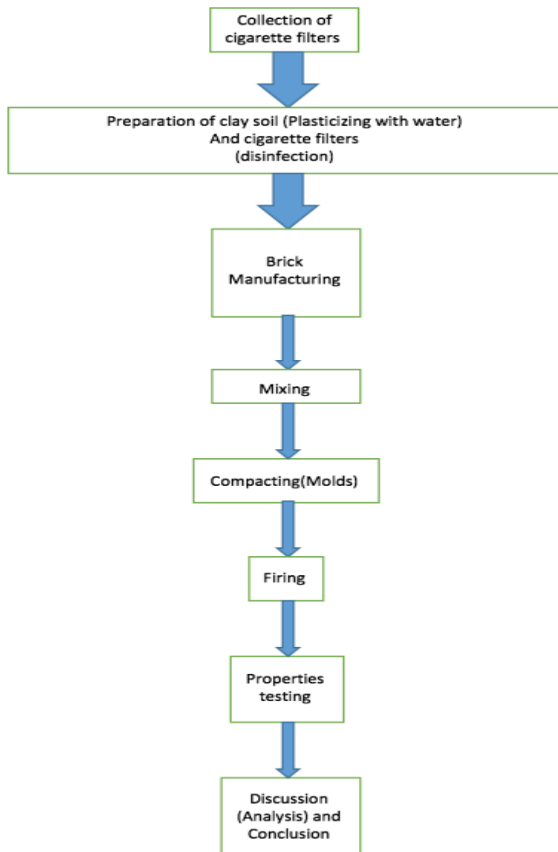 Collection of
cigarette filters
Preparation of clay soil (Plasticizing with water)
And cigarette filters
(disinfection)
Brick
Manufacturing
Mixing
Compacting(Molds)
Firing
Properties
testing
Discussion
(Analysis) and
Conclusion